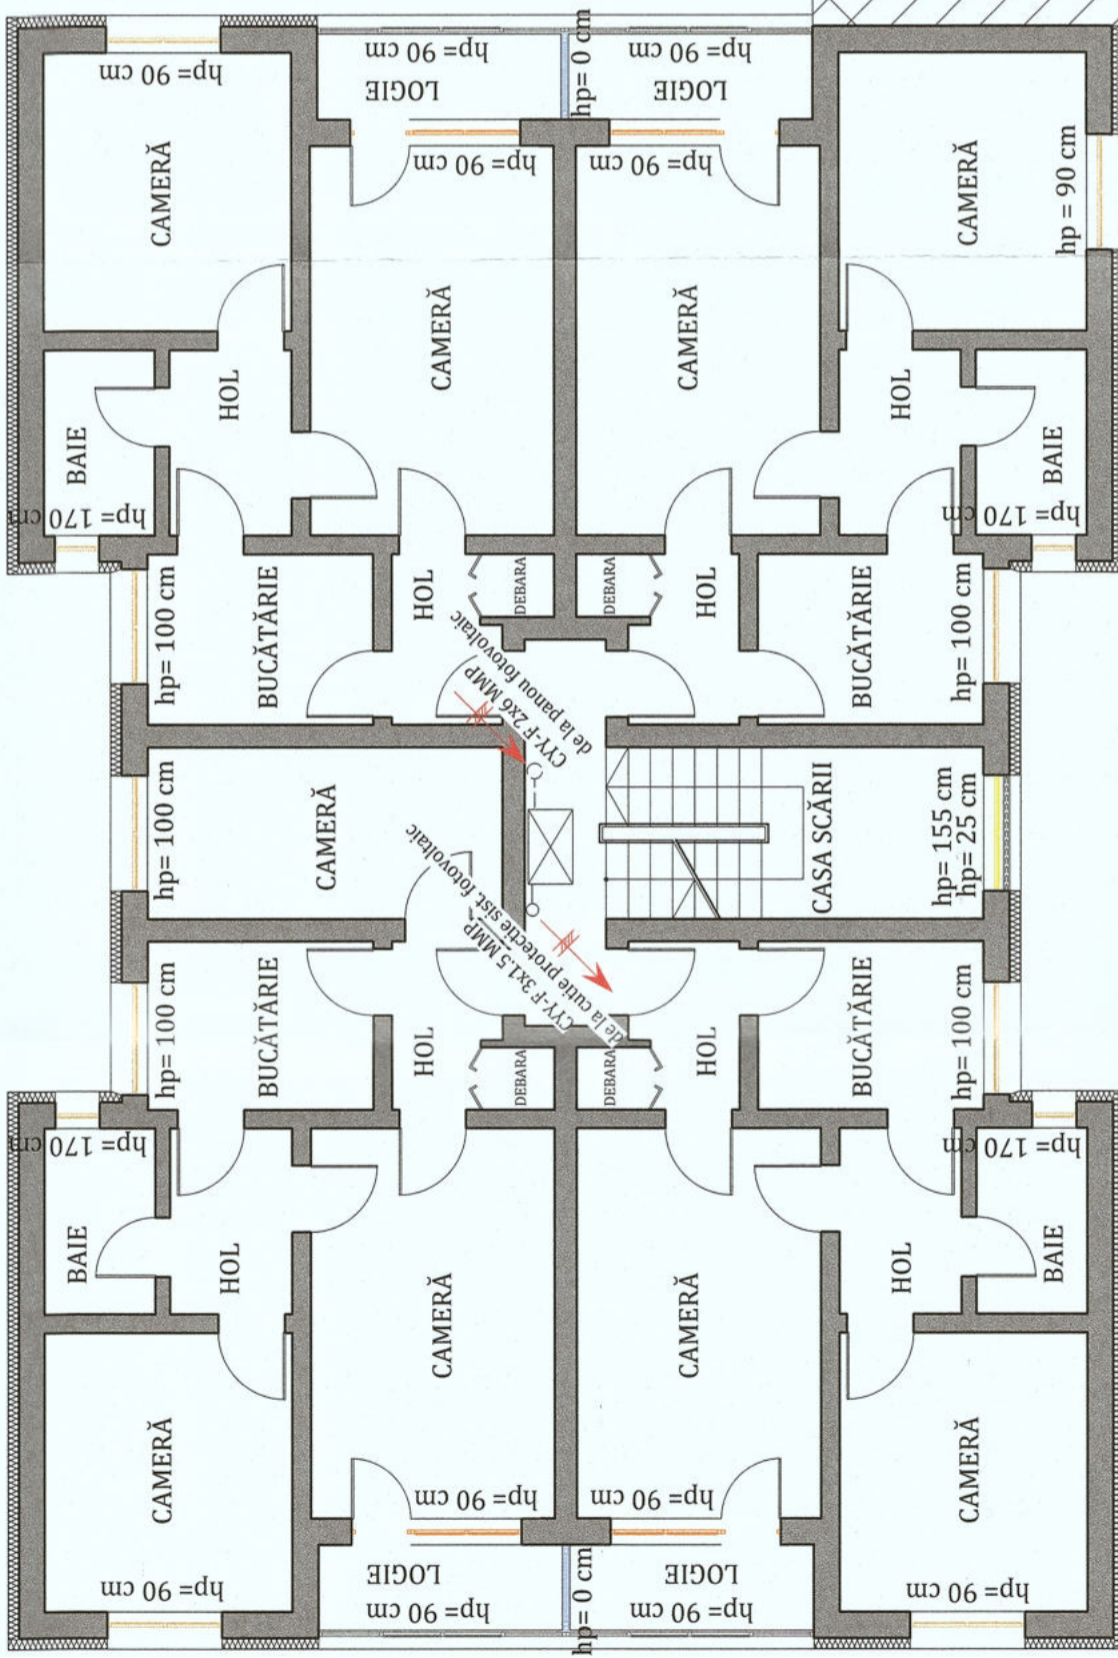 hp= 90 cm
hp= 90 cm
LOGIE
hp= 0 cm
hp= 90 cm
LOGIE
CAMERĂ
hp= 90 cm
hp= 90 cm
CAMERĂ
hp = 90 cm
CAMERĂ
CAMERĂ
HOL
HOL
BAIE
hp= 170 cm
BAIE
hp= 170 cm
hp= 100 cm
BUCĂTĂRIE
HOL
DEBARA
DEBARA
HOL
BUCĂTĂRIE
hp= 100 cm
CYY-F 2x6 MMP
de la panou fotovoltaic
hp= 100 cm
CAMERĂ
CASA SCĂRII
hp= 155 cm
hp= 25 cm
CYY-F 3x1.5 MMP
de la cutie protectie sist. fotovoltaic
hp= 100 cm
BUCĂTĂRIE
HOL
DEBARA
DEBARA
HOL
BUCĂTĂRIE
hp= 100 cm
hp= 170 cm
BAIE
HOL
HOL
hp= 170 cm
BAIE
CAMERĂ
CAMERĂ
CAMERĂ
hp= 90 cm
hp= 90 cm
CAMERĂ
hp= 90 cm
LOGIE
hp= 90 cm
hp= 0 cm
LOGIE
hp= 90 cm
hp= 90 cm